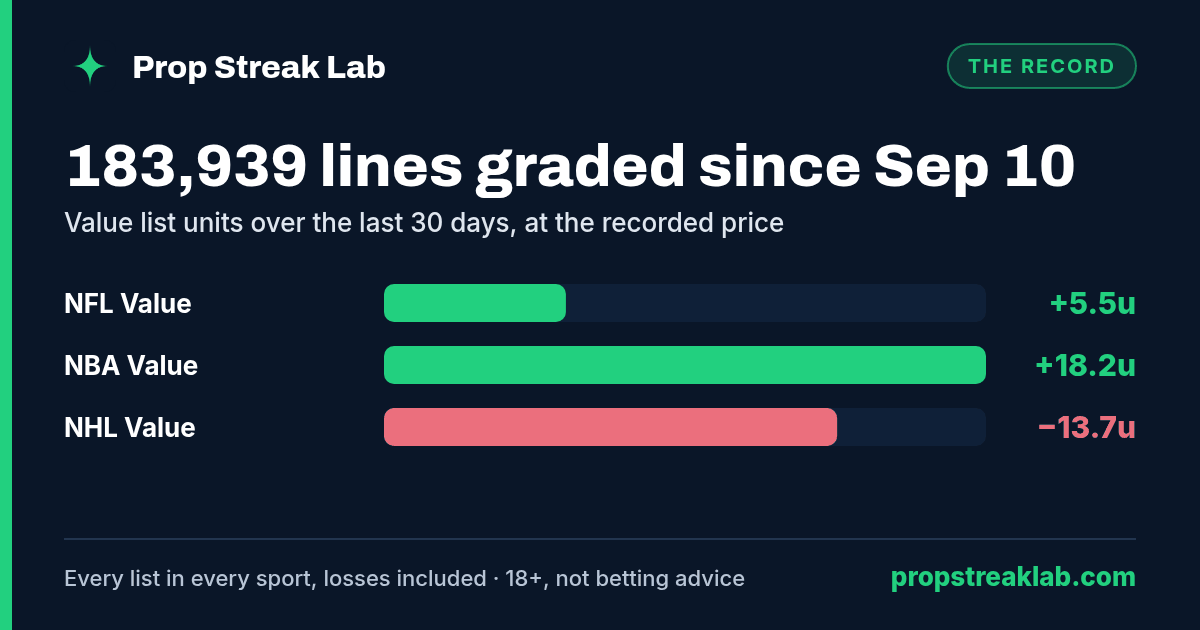 Prop Streak Lab
THE RECORD
183,939 lines graded since Sep 10
Value list units over the last 30 days, at the recorded price
NFL Value
+5.5u
NBA Value
+18.2u
NHL Value
−13.7u
Every list in every sport, losses included · 18+, not betting advice
propstreaklab.com